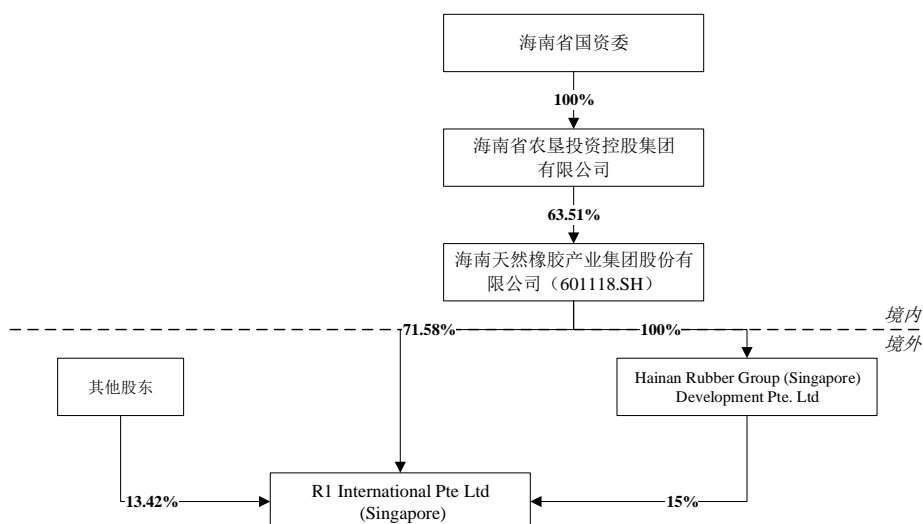 海南省国资委
100%
海南省农垦投资控股集团
有限公司
63.51%
海南天然橡胶产业集团股份有
限公司（601118.SH）
境内
71.58%
100%
境外
其他股东
Hainan Rubber Group (Singapore)
Development Pte. Ltd
13.42%
R1 International Pte Ltd
(Singapore)
15%